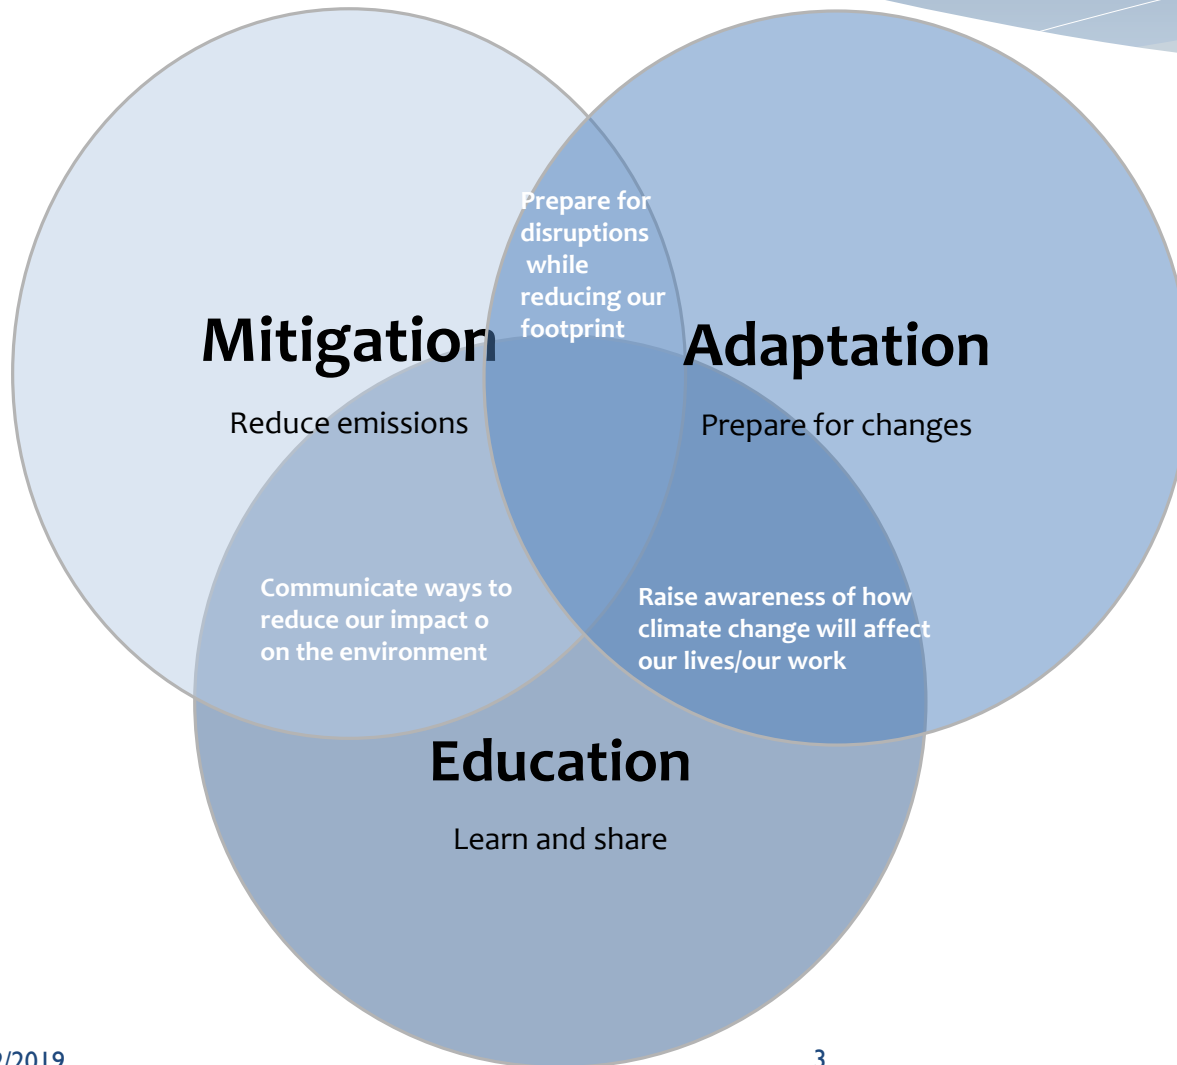 Prepare for
disruptions
while
reducing our
footprint
Mitigation
Reduce emissions
Adaptation
Prepare for changes
Communicate ways to
reduce our impact o
on the environment
Raise awareness of how
climate change will affect
our lives/our work
Education
Learn and share
/2019
3